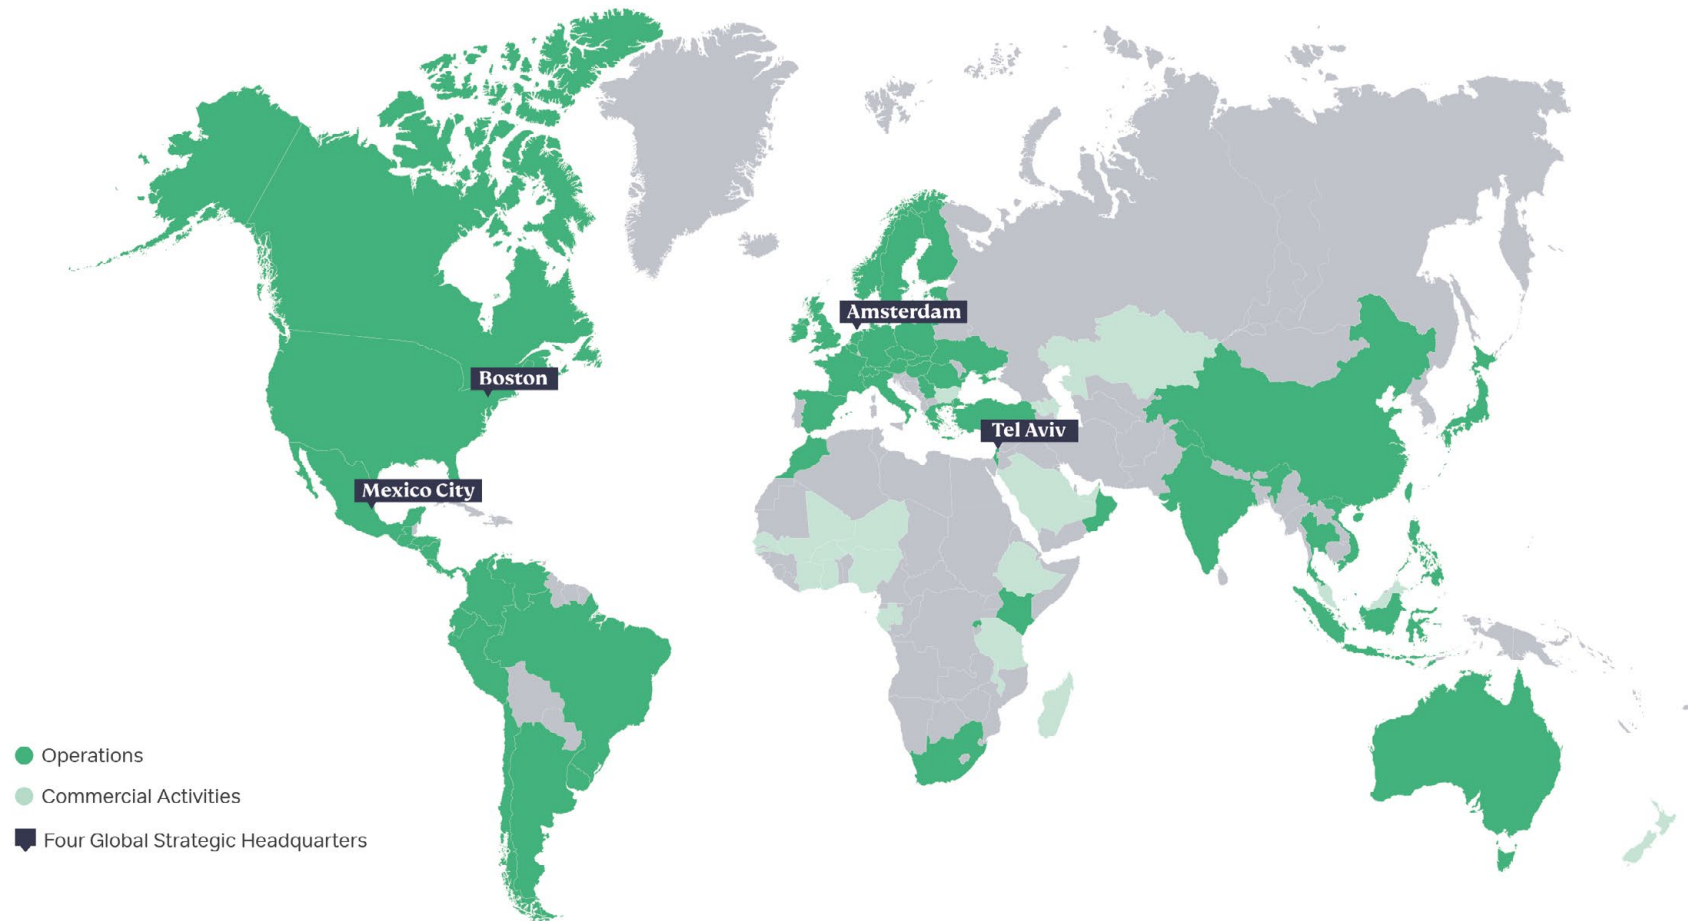 Amsterdam
Boston
Tel Aviv
Mexico City
Operations
Commercial Activities
Four Global Strategic Headquarters